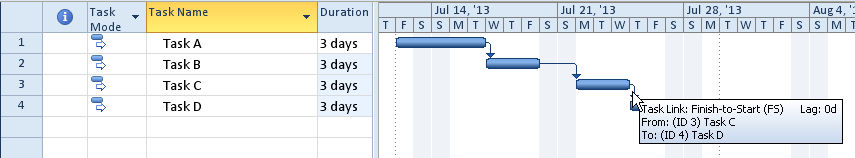 Task Mode
Task Name
Duration
Jul 14, '13
Jul 21, '13
Jul 28, '13
Aug 4, '1
T F S S M T W T F S S M T W T F S S M T W T F S S M T
1 Task A 3 days
2 Task B 3 days
3 Task C 3 days
4 Task D 3 days
Task Link: Finish-to-Start (FS) Lag: 0d
From: (ID 3) Task C
To: (ID 4) Task D